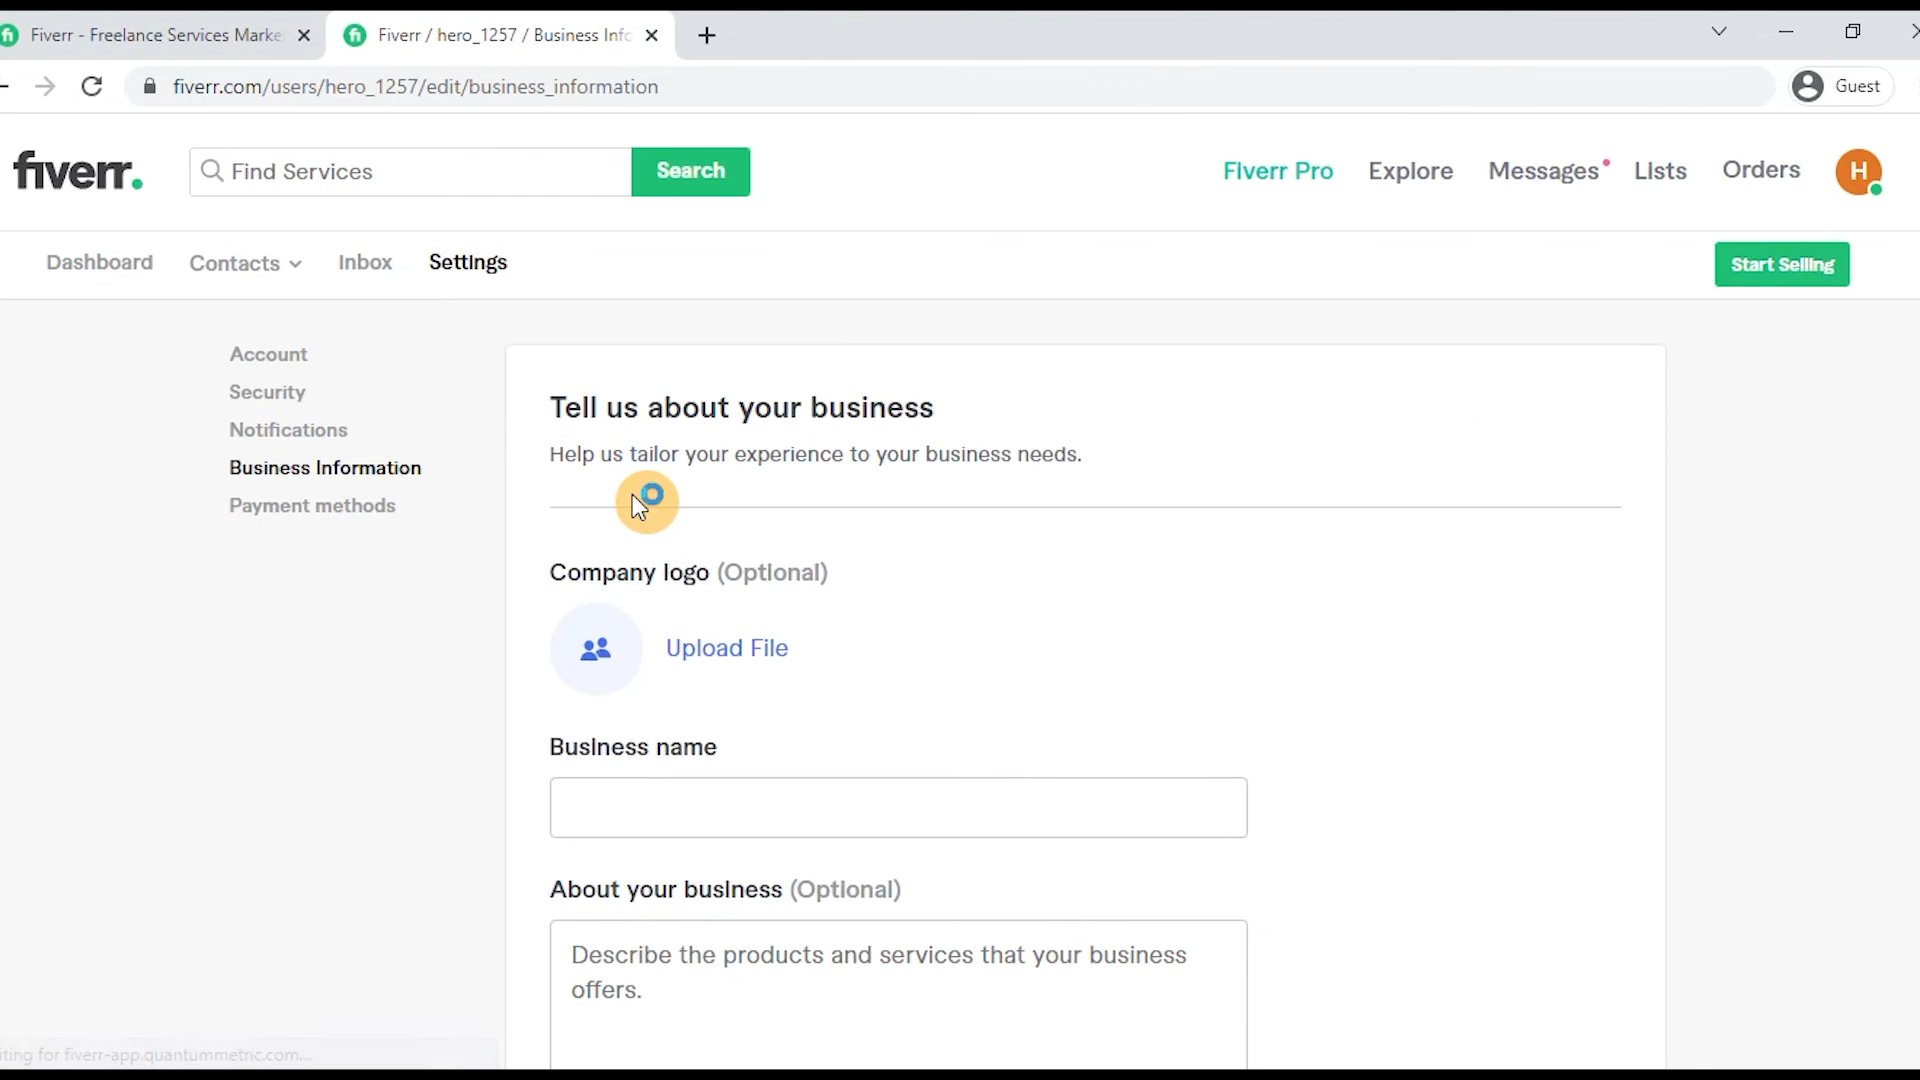 Fiverr - Freelance Services Marke
Fiverr / hero_1257 / Business Info
fiverr.com/users/hero_1257/edit/business_information
Guest
fiverr.
Find Services
Search
Fiverr Pro
Explore
Messages
Lists
Orders
H
Dashboard
Contacts
Inbox
Settings
Start Selling
Account
Security
Notifications
Business Information
Payment methods
Tell us about your business
Help us tailor your experience to your business needs.
Company logo (Optional)
Upload File
Business name
About your business (Optional)
Describe the products and services that your business
offers.
iting for fiverr-app.quantummetric.com...